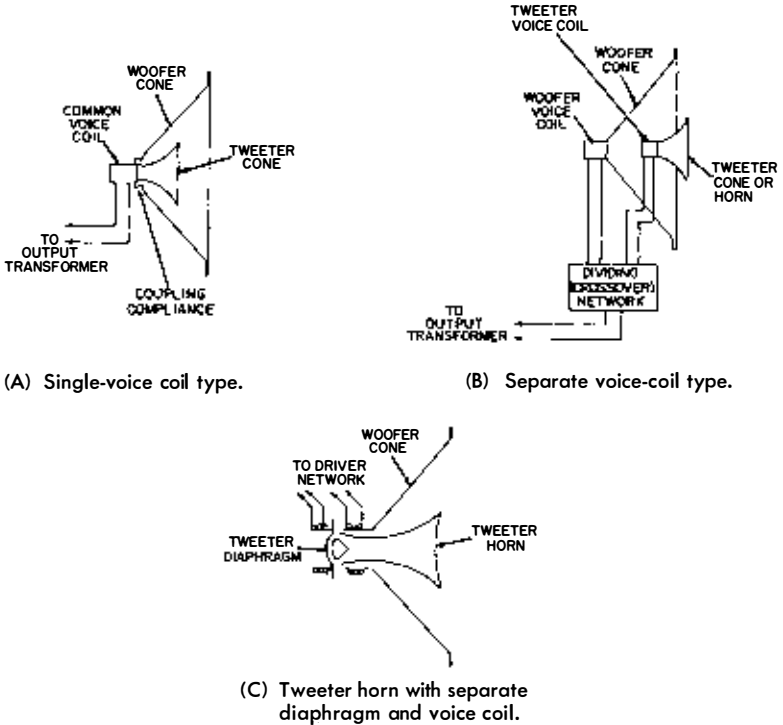 WOOFER
CONE
COMMON
VOICE
COIL
TWEETER
CONE
TO
OUTPUT
TRANSFORMER
COUPLING
COMPLIANCE
(A) Single-voice coil type.
TWEETER
VOICE COIL
WOOFER
CONE
WOOFER
VOICE
COIL
TWEETER
CONE OR
HORN
DIVIDING
(CROSSOVER)
NETWORK
TO
OUTPUT
TRANSFORMER
(B) Separate voice-coil type.
WOOFER
CONE
TO DRIVER
NETWORK
TWEETER
DIAPHRAGM
TWEETER
HORN
(C) Tweeter horn with separate
diaphragm and voice coil.